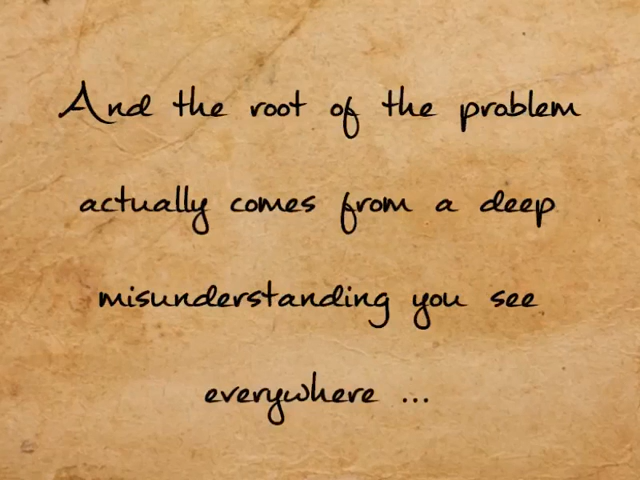 And the root of the problem
actually comes from a deep
misunderstanding you see
everywhere ...